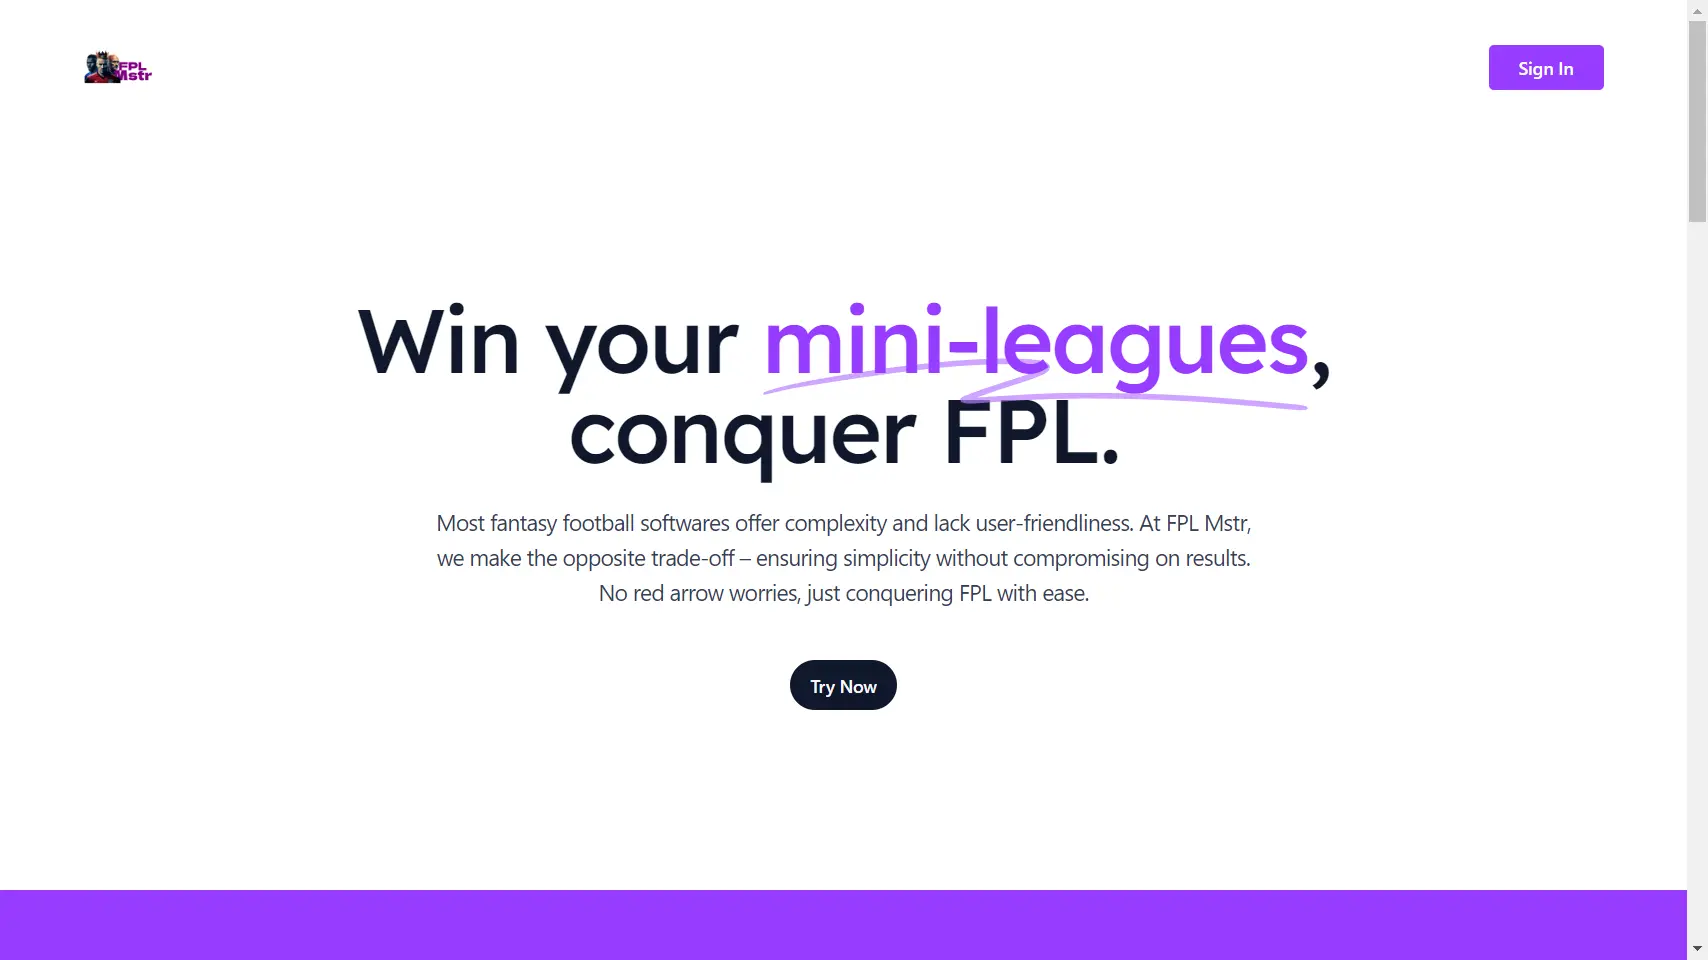 FPL
Mstr
Sign In
Win your mini-leagues,
conquer FPL.
Most fantasy football softwares offer complexity and lack user-friendliness. At FPL Mstr,
we make the opposite trade-off – ensuring simplicity without compromising on results.
No red arrow worries, just conquering FPL with ease.
Try Now